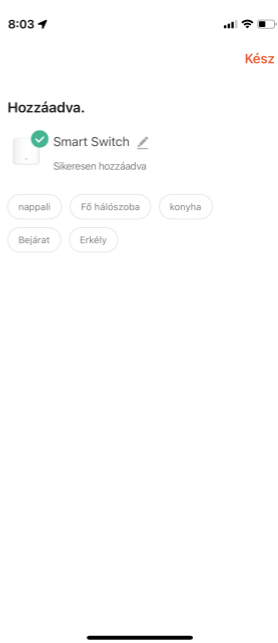 8:03
Kész
Hozzáadva.
Smart Switch
Sikeresen hozzáadva
nappali Fő hálószoba konyha
Bejárat Erkély